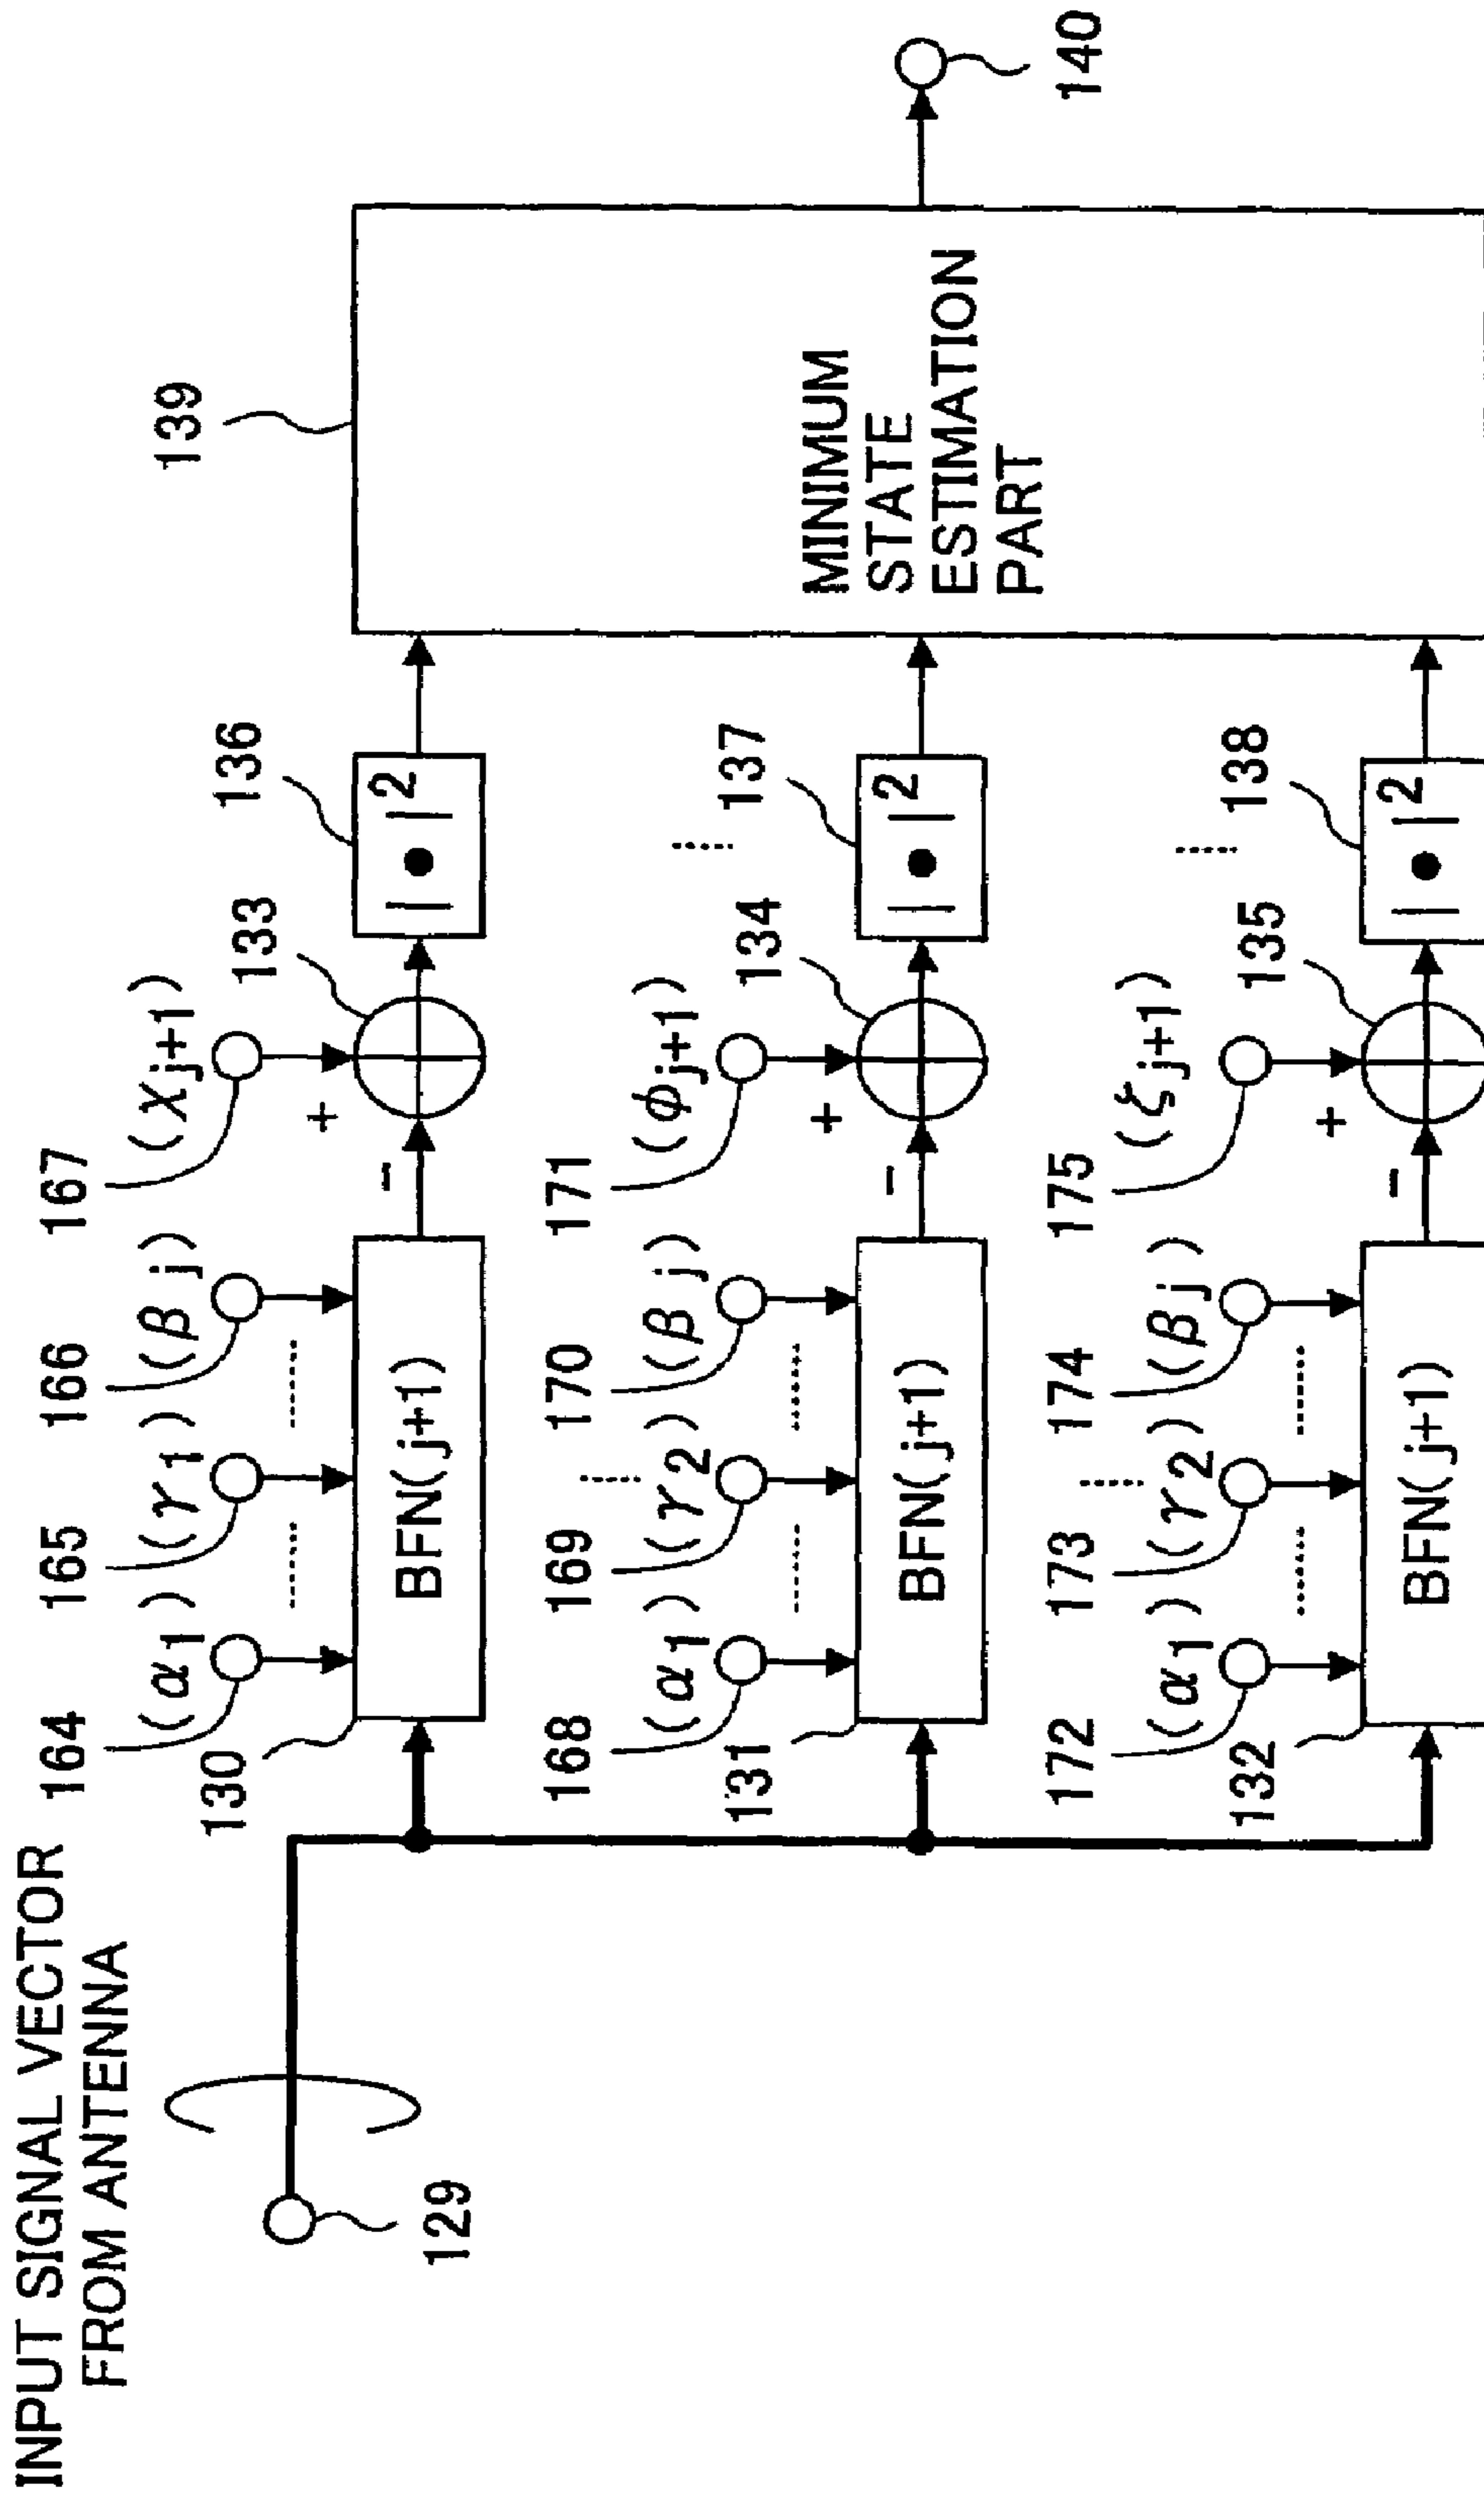 INPUT SIGNAL VECTOR
FROM ANTENNA
129
164 165 166 167
(α1) (γ1) (βj) (χj+1)
130
BFN(j+1)
- +
133
136
|●|2
139
168 169 170 171
(α1) (γ2) (βj) (ϕj+1)
131
BFN(j+1)
- +
134
137
|●|2
MINIMUM
STATE
ESTIMATION
PART
140
172 173 174 175
(α1) (γ2) (βj) (ζj+1)
132
BFN(j+1)
- +
135
138
|●|2